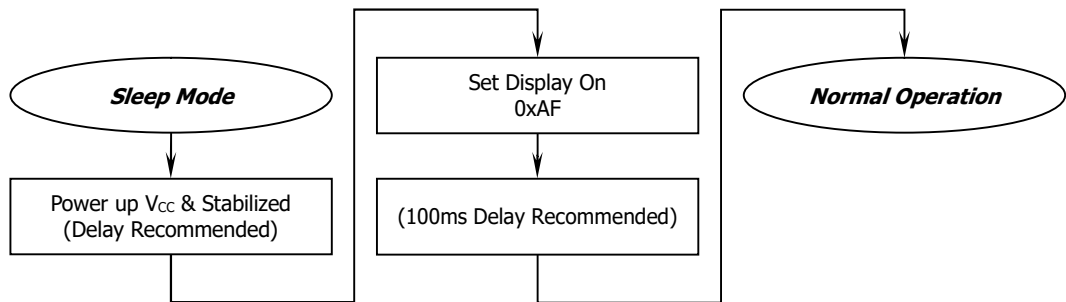 Sleep Mode
Power up VCC & Stabilized
(Delay Recommended)
Set Display On
0xAF
(100ms Delay Recommended)
Normal Operation